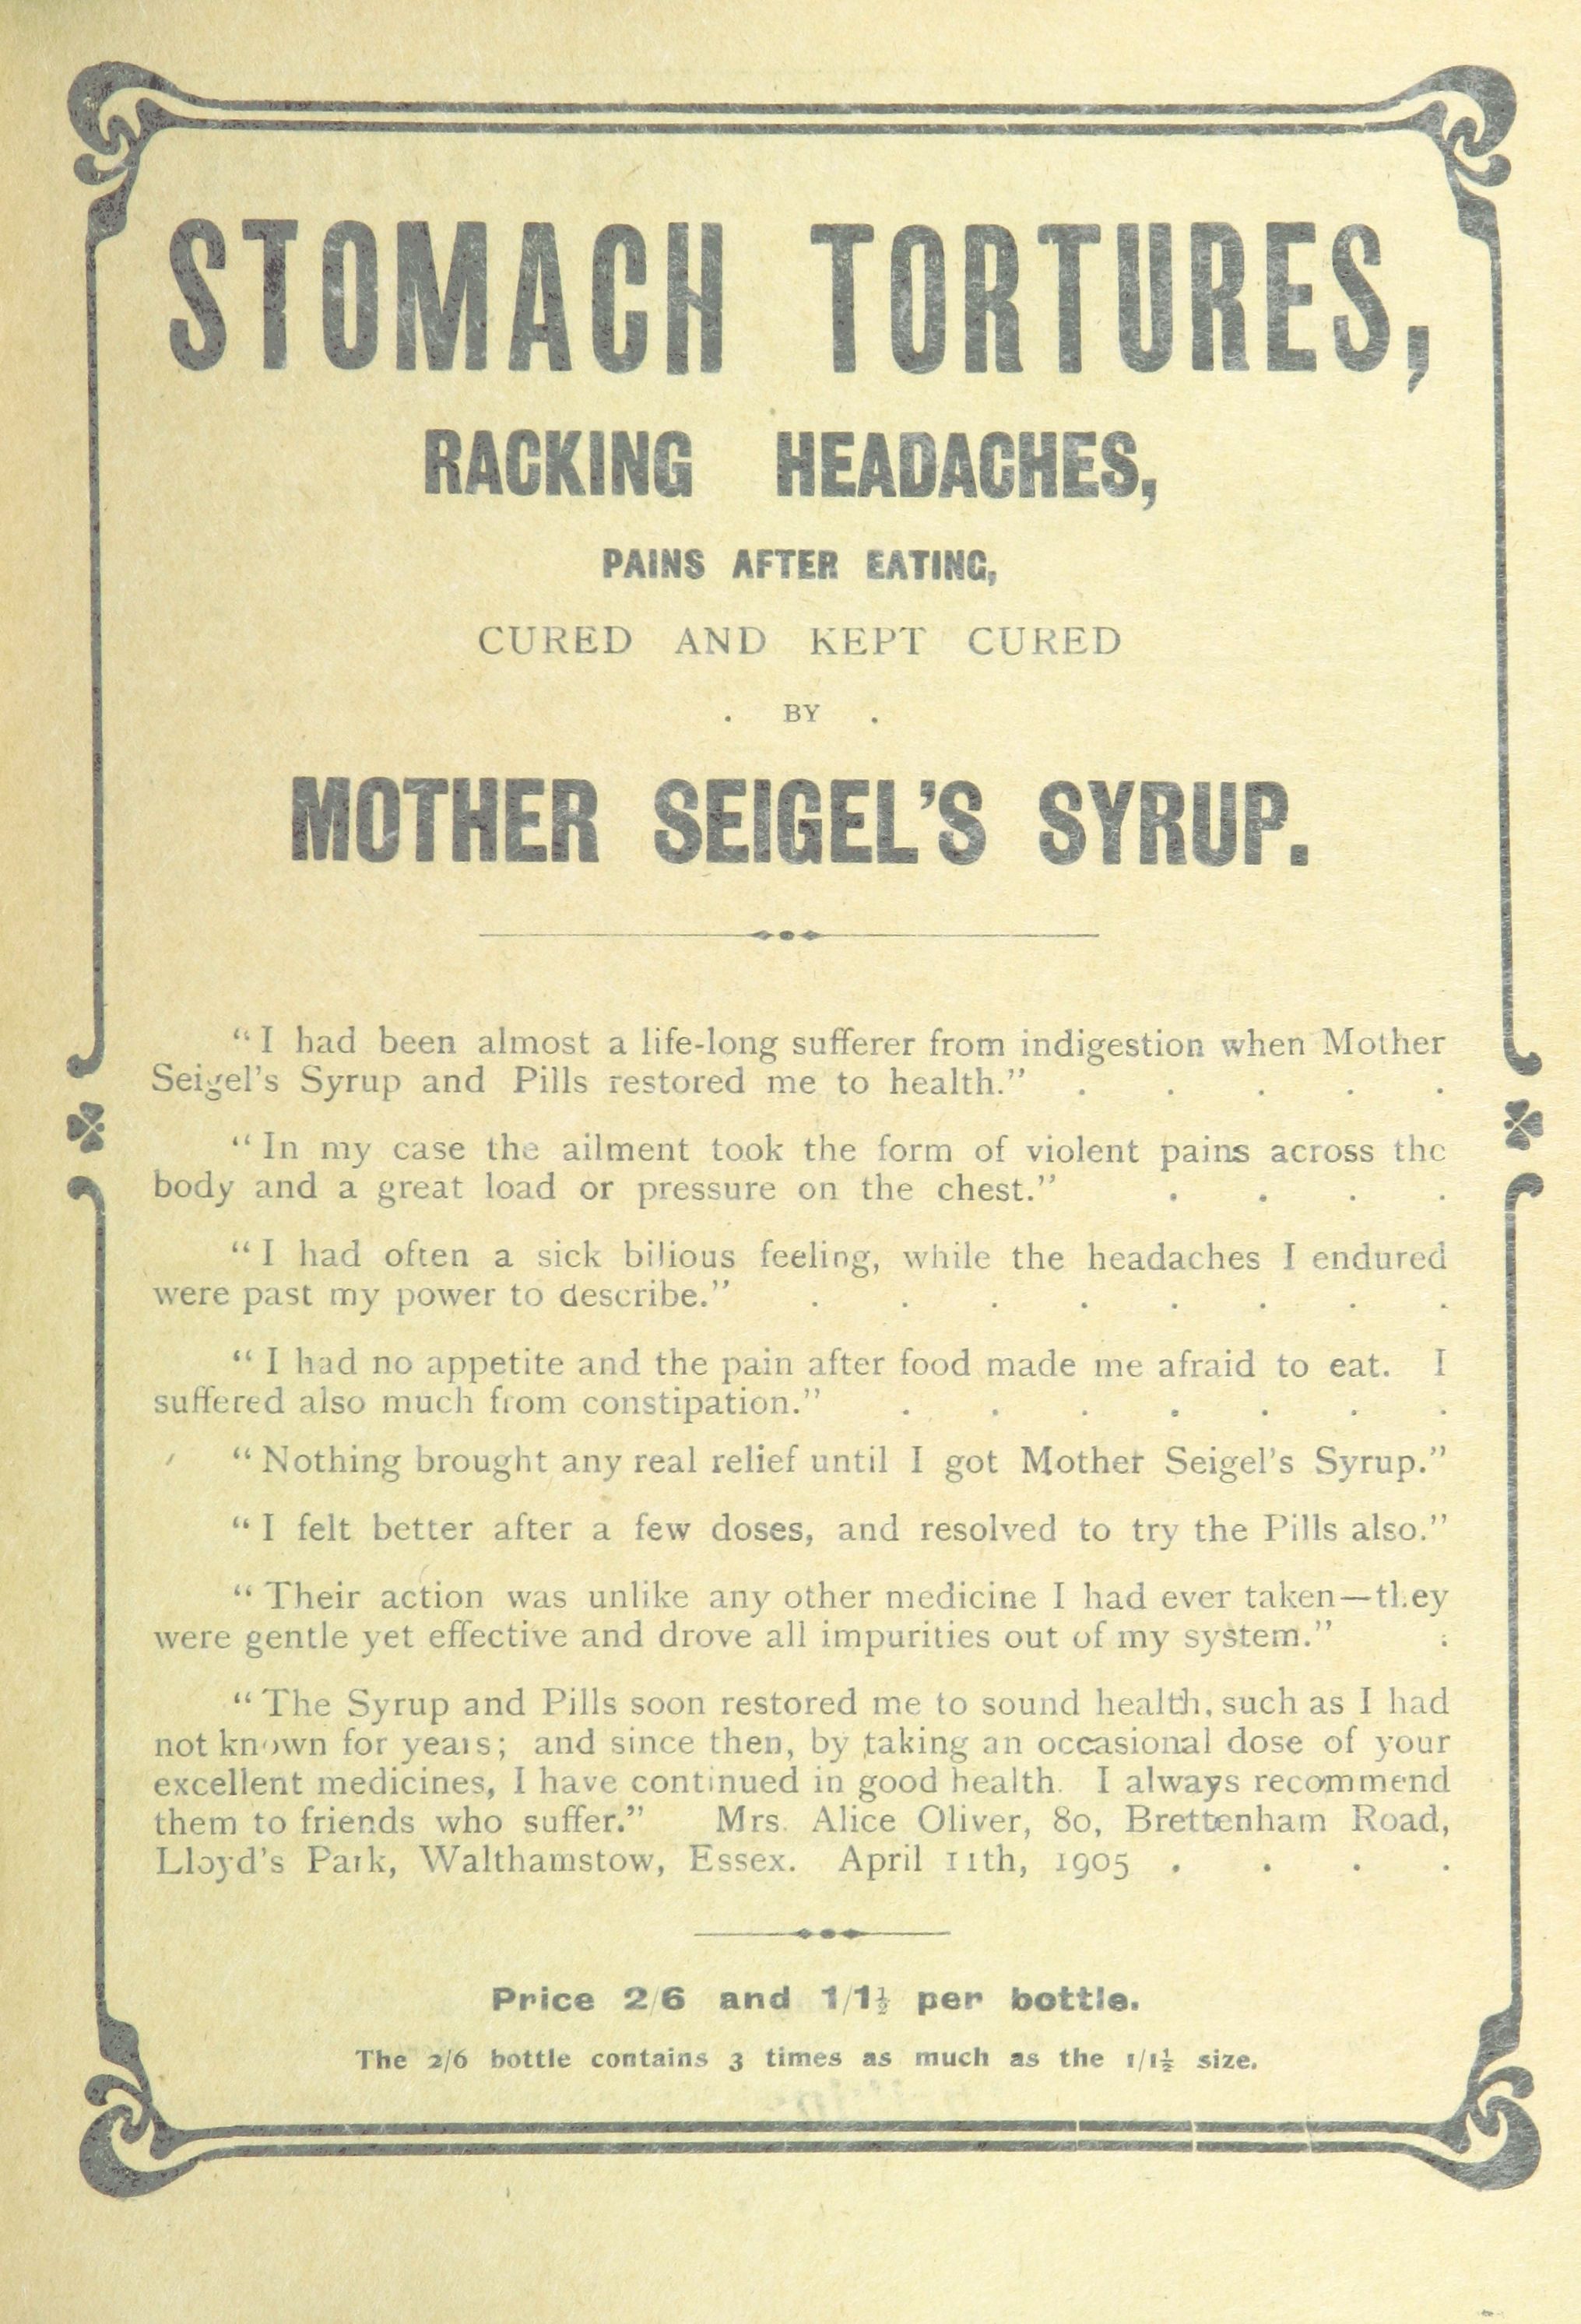 STOMACH TORTURES,
RACKING HEADACHES,
PAINS AFTER EATING,
CURED AND KEPT CURED
. BY .
MOTHER SEIGEL'S SYRUP.
“I had been almost a life-long sufferer from indigestion when Mother
Seigel's Syrup and Pills restored me to health.” . . . . .
“In my case the ailment took the form of violent pains across the
body and a great load or pressure on the chest.” . . . .
“I had often a sick bilious feeling, while the headaches I endured
were past my power to describe.” . . . . . . . .
“I had no appetite and the pain after food made me afraid to eat. I
suffered also much from constipation.” . . . . . . .
“Nothing brought any real relief until I got Mother Seigel's Syrup.”
“I felt better after a few doses, and resolved to try the Pills also.”
“Their action was unlike any other medicine I had ever taken—they
were gentle yet effective and drove all impurities out of my system.” .
“The Syrup and Pills soon restored me to sound health, such as I had
not known for years; and since then, by taking an occasional dose of your
excellent medicines, I have continued in good health. I always recommend
them to friends who suffer.” Mrs. Alice Oliver, 80, Brettenham Road,
Lloyd's Park, Walthamstow, Essex. April 11th, 1905 . . . .
Price 2/6 and 1/1½ per bottle.
The 2/6 bottle contains 3 times as much as the 1/1½ size.